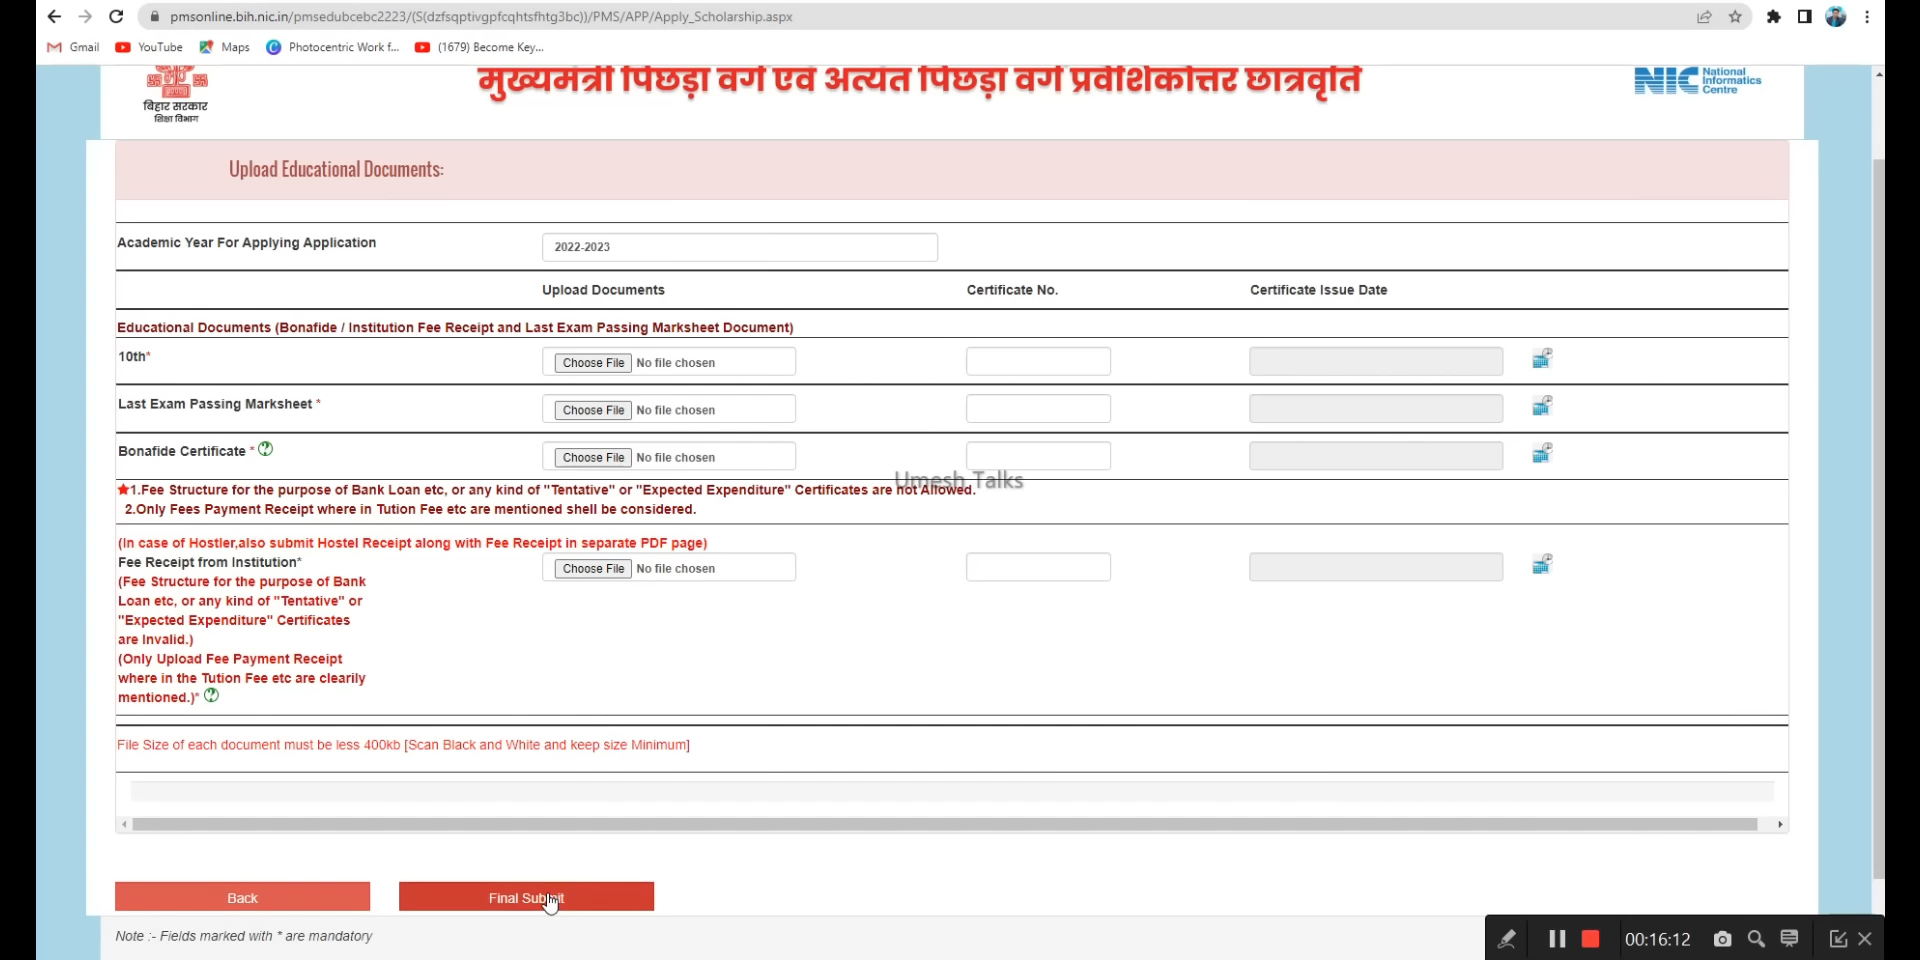 pmsonline.bih.nic.in/pmsedubcebc2223/(S(dzfsqptivgpfcqhtsfhtg3bc))/PMS/APP/Apply_Scholarship.aspx
Gmail YouTube Maps Photocentric Work f... (1679) Become Key...
मुख्यमंत्री पिछड़ा वर्ग एवं अत्यंत पिछड़ा वर्ग प्रवेशिकोत्तर छात्रवृति
बिहार सरकार
शिक्षा विभाग
NIC National Informatics Centre
Upload Educational Documents:
Academic Year For Applying Application 2022-2023
Upload Documents Certificate No. Certificate Issue Date
Educational Documents (Bonafide / Institution Fee Receipt and Last Exam Passing Marksheet Document)
10th* Choose File No file chosen
Last Exam Passing Marksheet * Choose File No file chosen
Bonafide Certificate * Choose File No file chosen
Umesh Talks
★1.Fee Structure for the purpose of Bank Loan etc, or any kind of "Tentative" or "Expected Expenditure" Certificates are not Allowed.
2.Only Fees Payment Receipt where in Tution Fee etc are mentioned shell be considered.
(In case of Hostler,also submit Hostel Receipt along with Fee Receipt in separate PDF page)
Fee Receipt from Institution* Choose File No file chosen
(Fee Structure for the purpose of Bank
Loan etc, or any kind of "Tentative" or
"Expected Expenditure" Certificates
are Invalid.)
(Only Upload Fee Payment Receipt
where in the Tution Fee etc are clearily
mentioned.)*
File Size of each document must be less 400kb [Scan Black and White and keep size Minimum]
Back Final Submit
Note :- Fields marked with * are mandatory
00:16:12